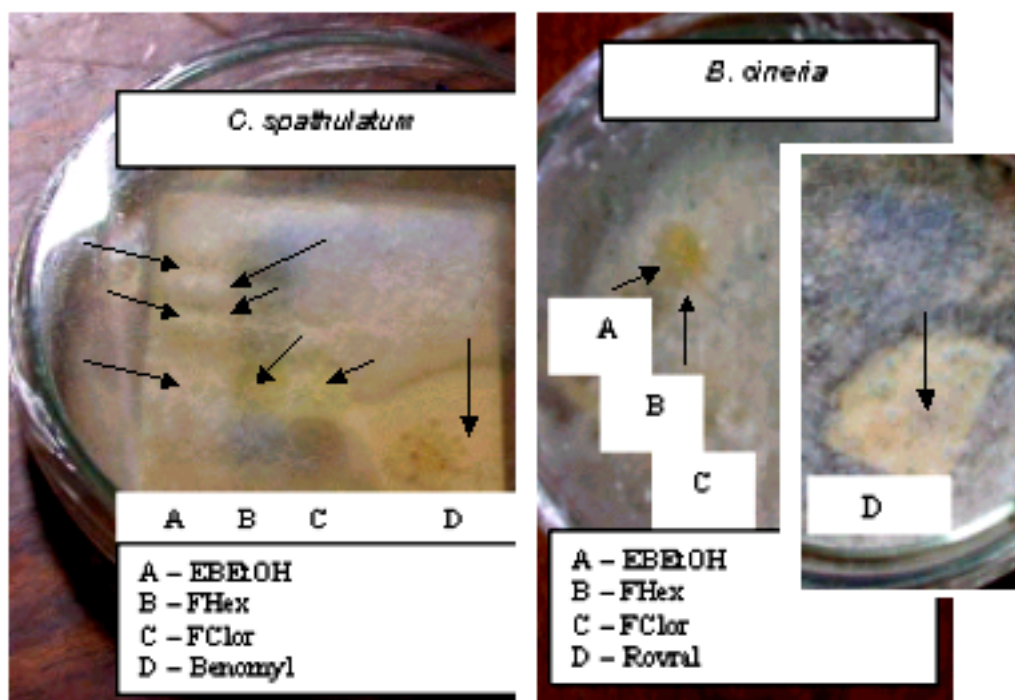 C. spathulatum
A B C D
A – EBEtOH
B – FHex
C – FClor
D – Benomyl
B. cineria
A
B
C
D
A – EBEtOH
B – FHex
C – FClor
D – Rovral